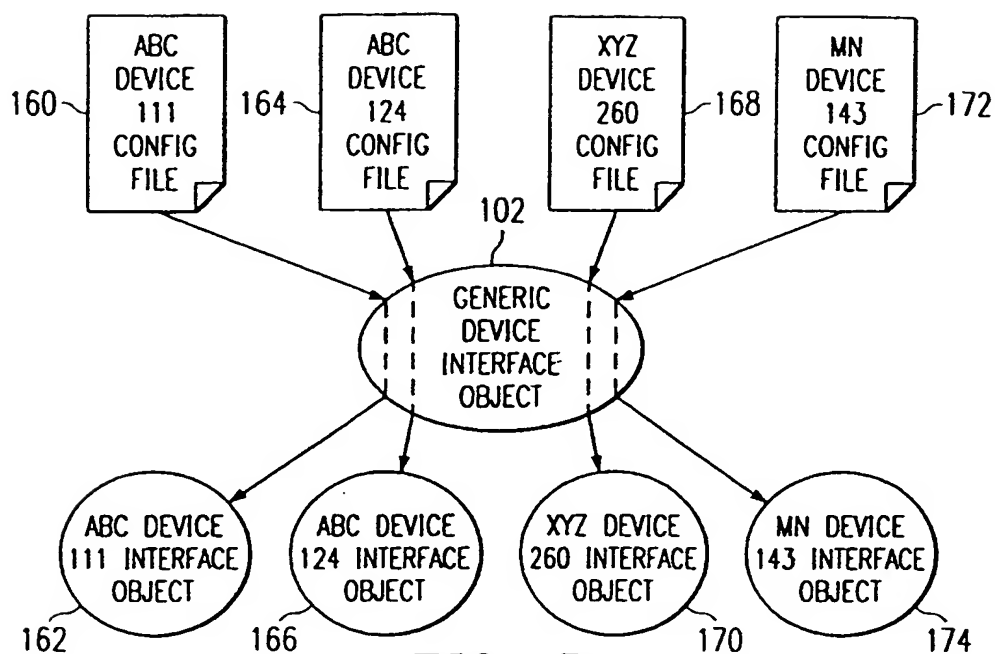 ABC
DEVICE
111
CONFIG
FILE
160
ABC
DEVICE
124
CONFIG
FILE
164
XYZ
DEVICE
260
CONFIG
FILE
168
MN
DEVICE
143
CONFIG
FILE
172
102
GENERIC
DEVICE
INTERFACE
OBJECT
ABC DEVICE
111 INTERFACE
OBJECT
162
ABC DEVICE
124 INTERFACE
OBJECT
166
XYZ DEVICE
260 INTERFACE
OBJECT
170
MN DEVICE
143 INTERFACE
OBJECT
174